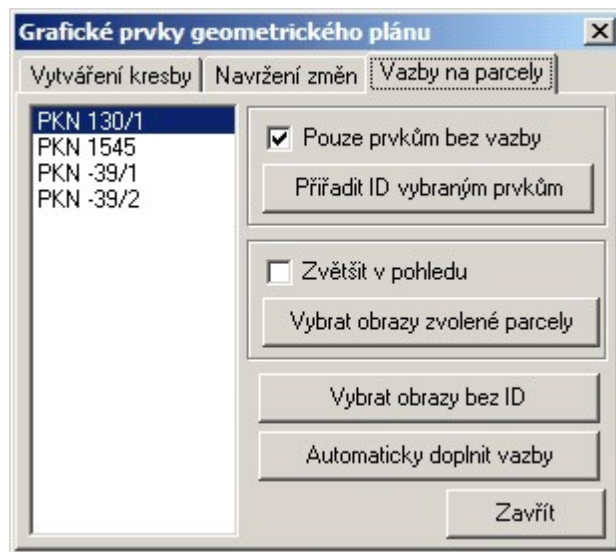 Grafické prvky geometrického plánu
Vytváření kresby
Navržení změn
Vazby na parcely
PKN 130/1
PKN 1545
PKN -39/1
PKN -39/2
Pouze prvkům bez vazby
Přiřadit ID vybraným prvkům
Zvětšit v pohledu
Vybrat obrazy zvolené parcely
Vybrat obrazy bez ID
Automaticky doplnit vazby
Zavřít